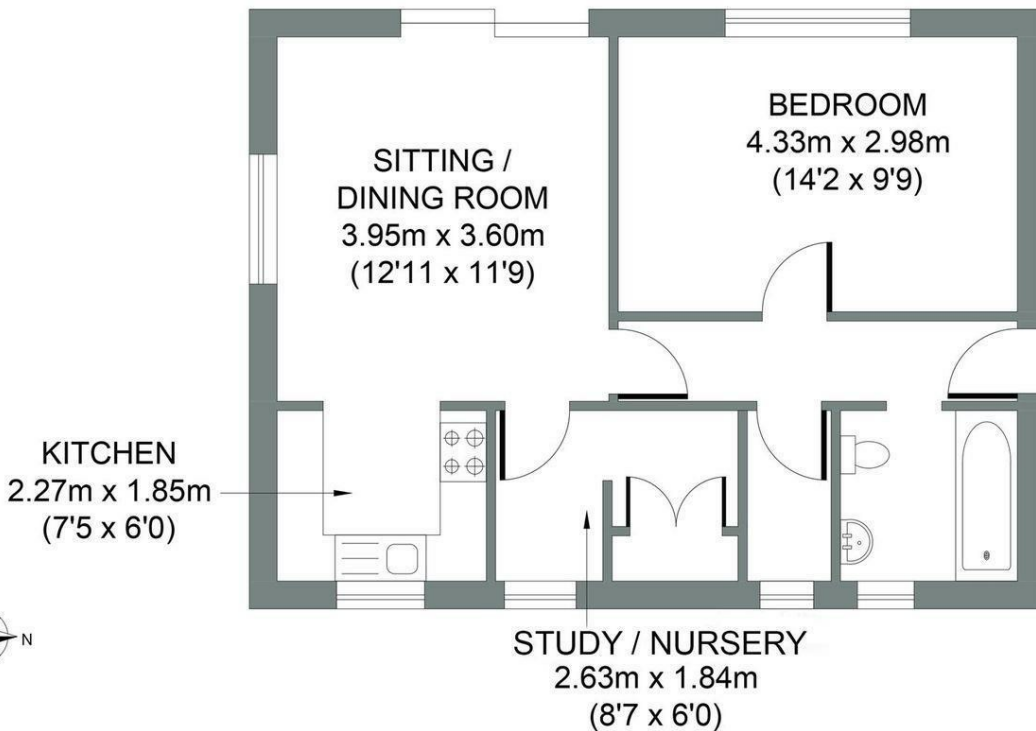 BEDROOM
4.33m x 2.98m
(14'2 x 9'9)
SITTING /
DINING ROOM
3.95m x 3.60m
(12'11 x 11'9)
KITCHEN
2.27m x 1.85m
(7'5 x 6'0)
N
STUDY / NURSERY
2.63m x 1.84m
(8'7 x 6'0)